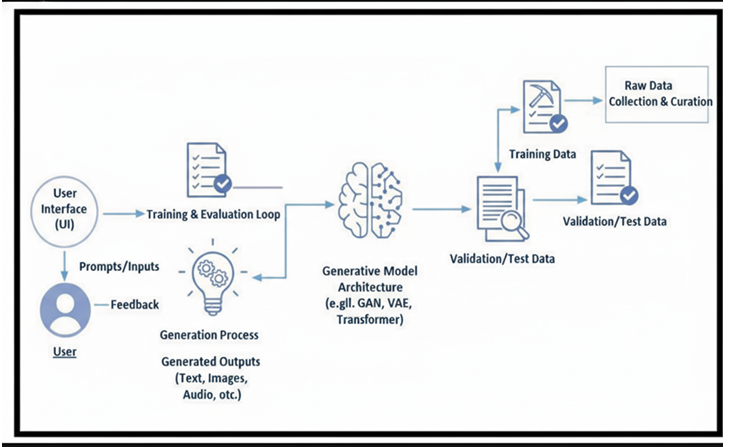 Raw Data
Collection & Curation
Training Data
User
Interface
(UI)
Training & Evaluation Loop
Validation/Test Data
Validation/Test Data
Prompts/Inputs
Generative Model
Architecture
(e.gll. GAN, VAE,
Transformer)
Feedback
User
Generation Process
Generated Outputs
(Text, Images,
Audio, otc.)